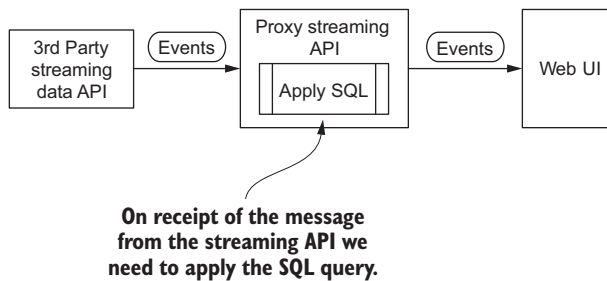 3rd Party
streaming
data API
Events
Proxy streaming
API
Apply SQL
Events
Web UI
On receipt of the message
from the streaming API we
need to apply the SQL query.